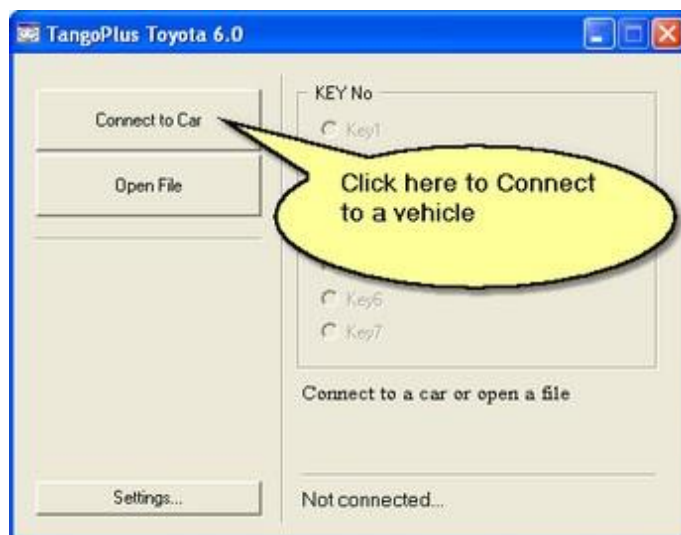 TangoPlus Toyota 6.0
Connect to Car
Open File
Settings...
KEY No
Key1
Click here to Connect
to a vehicle
Key6
Key7
Connect to a car or open a file
Not connected...